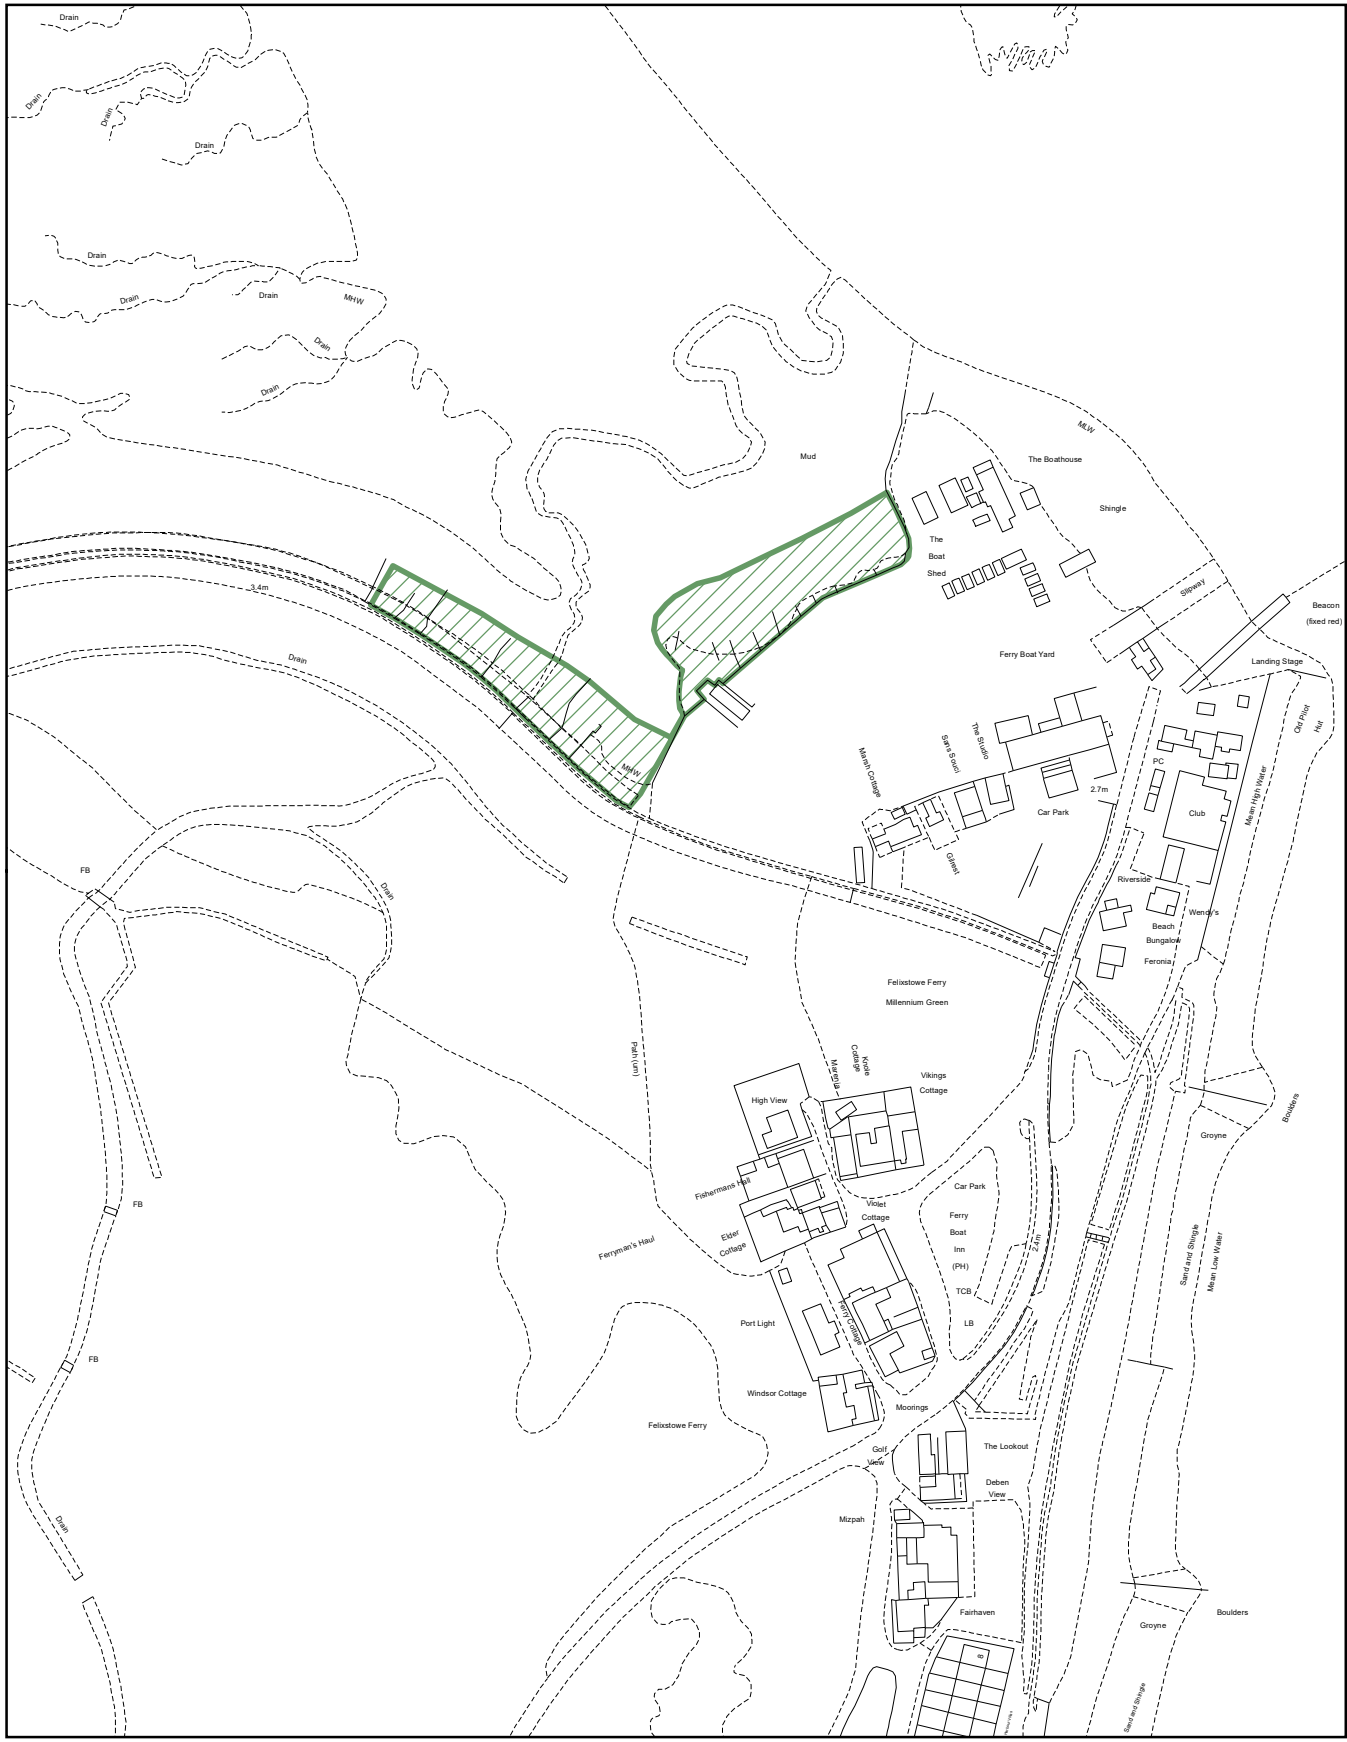 Drain
Drain
Drain
Drain
Drain
Drain
Drain
MHW
Drain
Drain
MLW
Mud
The Boathouse
Shingle
The
Boat
Shed
3.4m
Slipway
Beacon
(fixed red)
Ferry Boat Yard
Landing Stage
Drain
Old Pilot
Hut
The Studio
Sans Souci
Marsh Cottage
MHW
PC
2.7m
Mean High Water
Car Park
Club
Gilrest
FB
Riverside
Drain
Wendy's
Beach
Bungalow
Feronia
Felixstowe Ferry
Millennium Green
Path (um)
Knole
Cottage
Marenia
Vikings
Cottage
High View
Boulders
Groyne
Fishermans Hall
Car Park
FB
Violet
Cottage
Ferry
Boat
Inn
(PH)
Elder
Cottage
Ferryman's Haul
2.4m
Sand and Shingle
Mean Low Water
TCB
LB
Port Light
Ferry Cottage
FB
Windsor Cottage
Moorings
Felixstowe Ferry
Golf
View
The Lookout
Deben
View
Drain
Mizpah
Fairhaven
Boulders
Groyne
8
Sand and Shingle